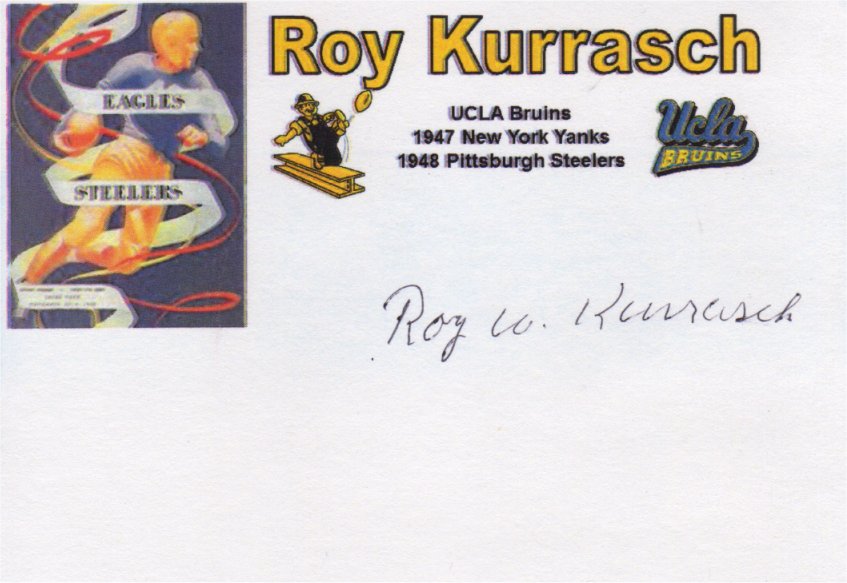 Roy Kurrasch
EAGLES
STEELERS
UCLA Bruins
1947 New York Yanks
1948 Pittsburgh Steelers
Ucla
BRUINS
Roy W. Kurrasch